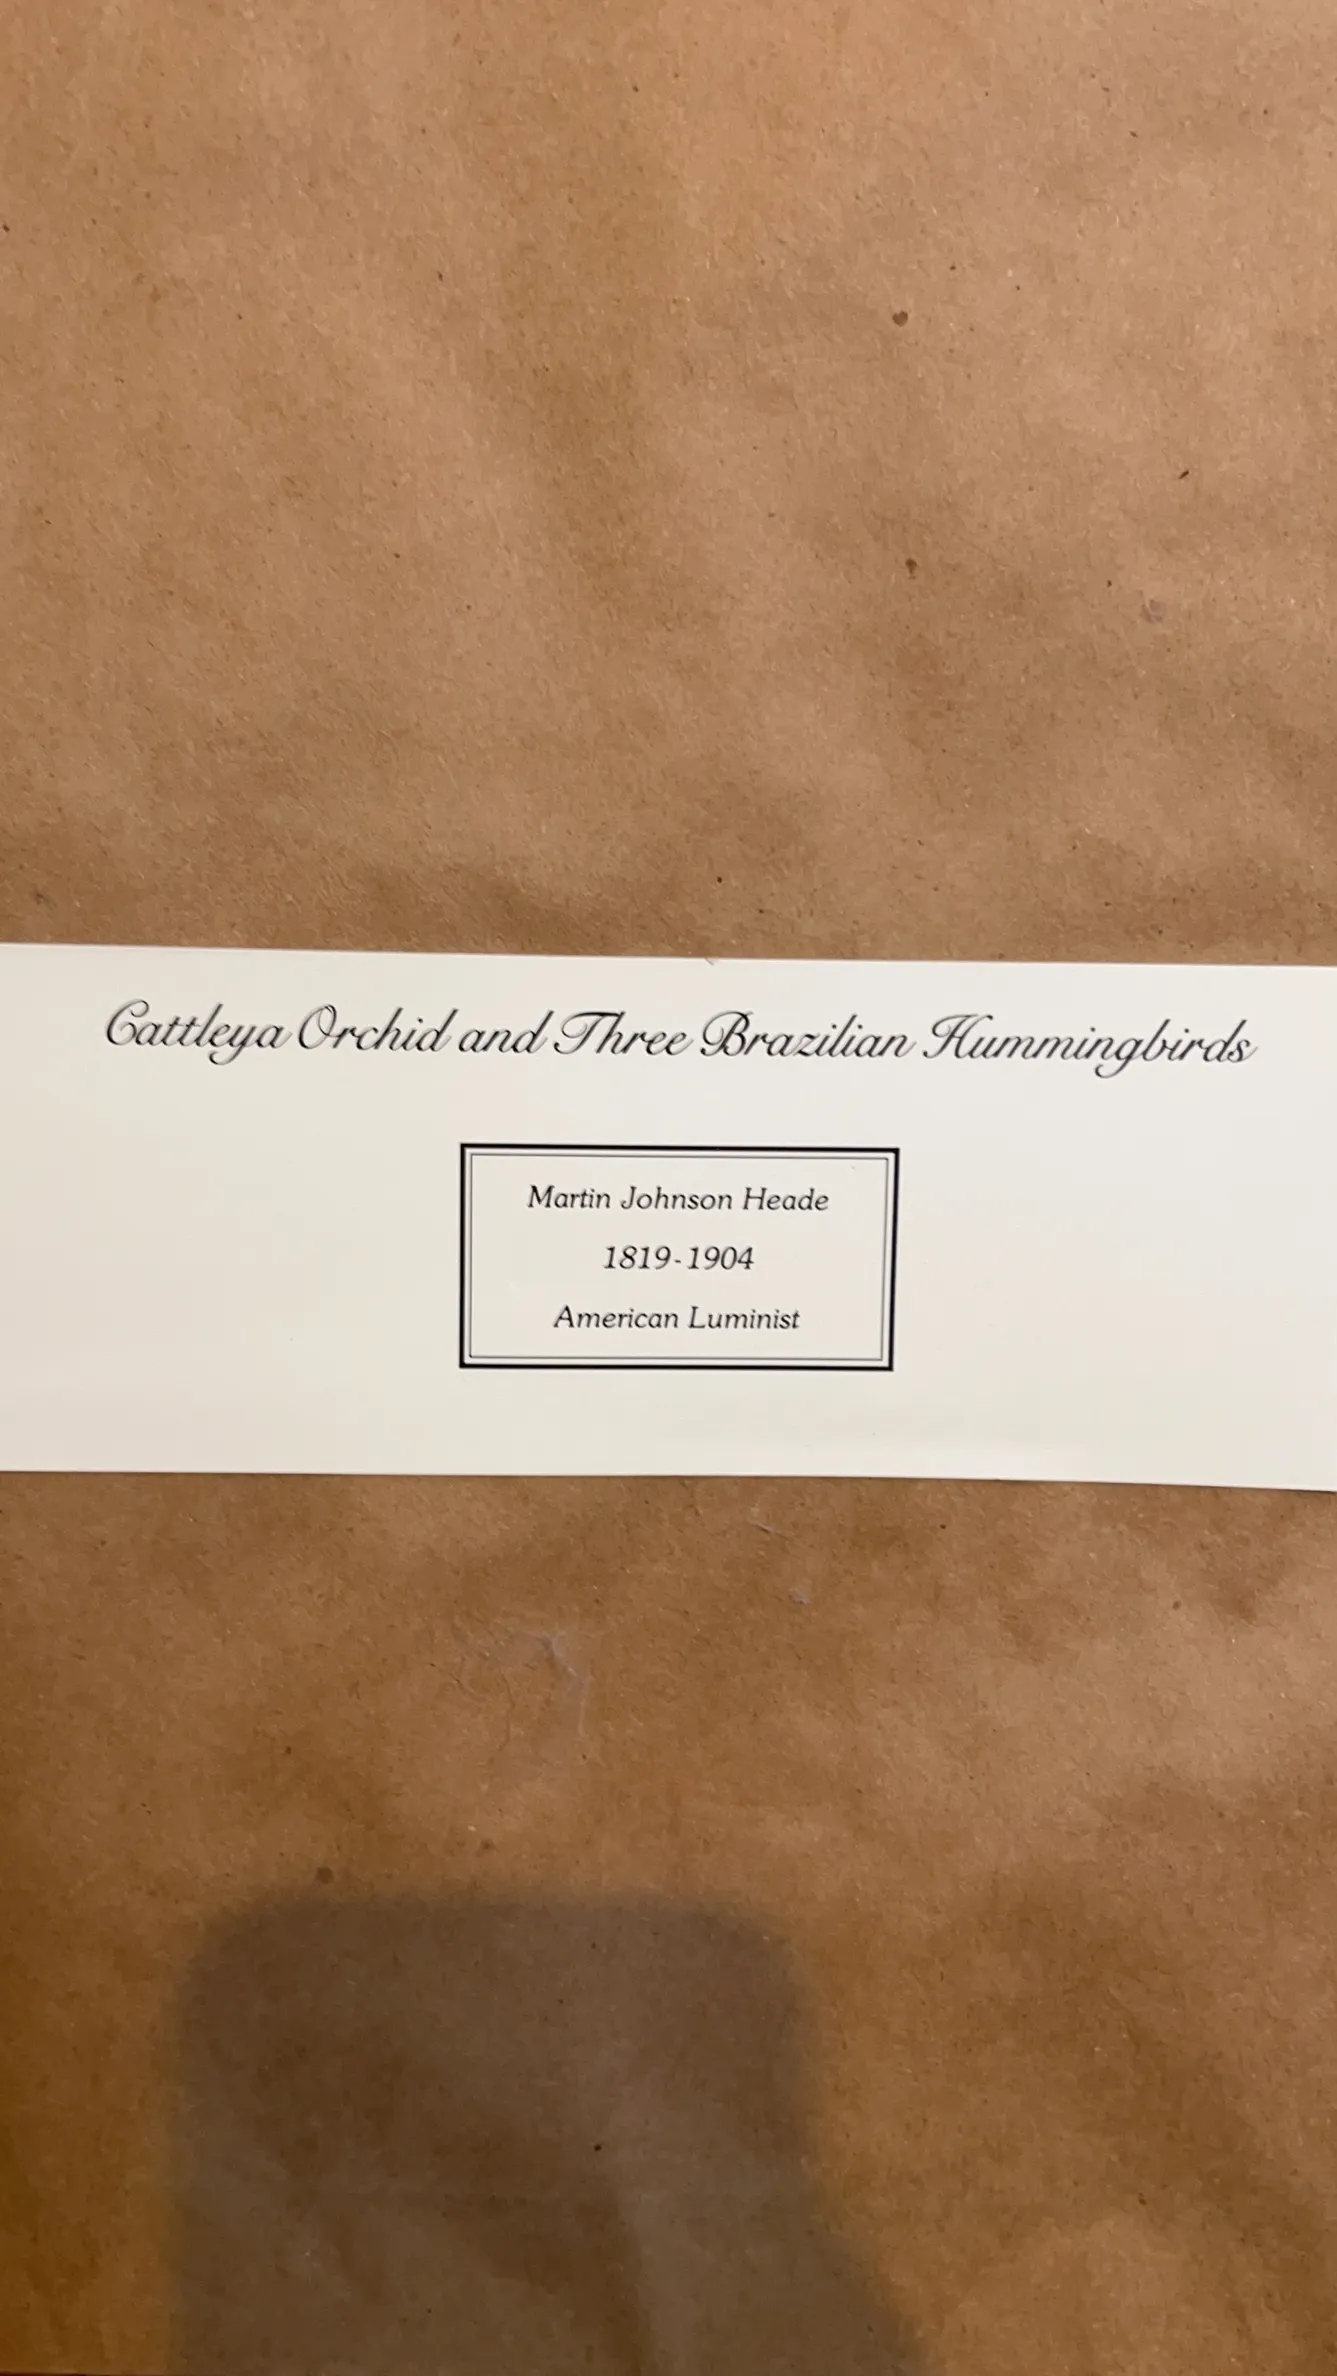 Cattleya Orchid and Three Brazilian Hummingbirds
Martin Johnson Heade
1819-1904
American Luminist